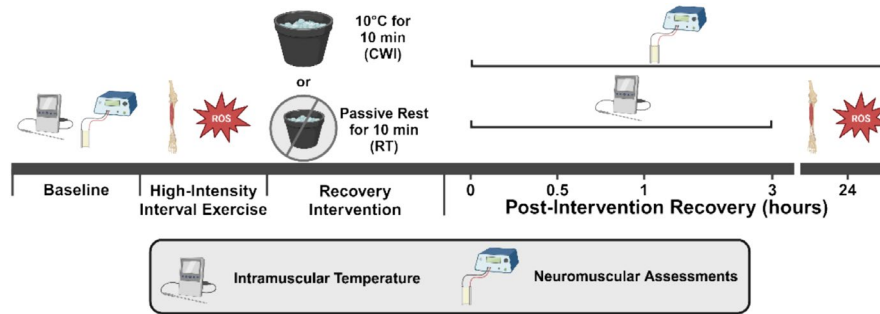 10°C for
10 min
(CWI)
or
Passive Rest
for 10 min
(RT)
ROS
ROS
Baseline
High-Intensity
Interval Exercise
Recovery
Intervention
0
0.5
1
3
24
Post-Intervention Recovery (hours)
Intramuscular Temperature
Neuromuscular Assessments